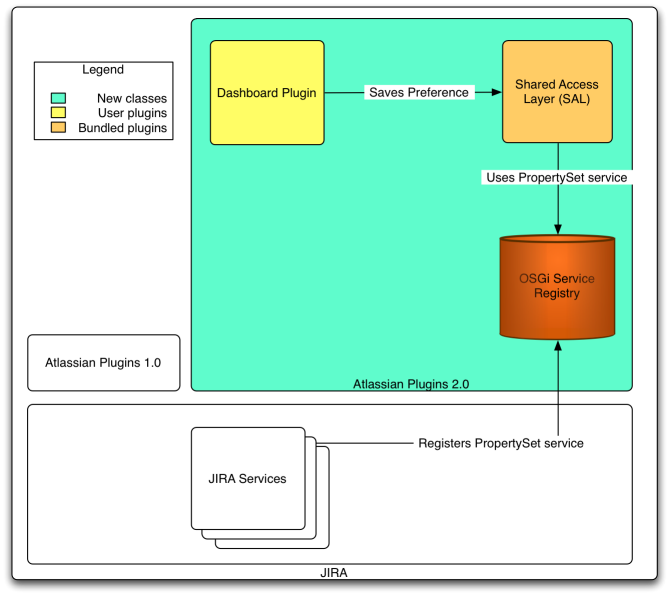 Legend
New classes
User plugins
Bundled plugins
Dashboard Plugin
Saves Preference
Shared Access
Layer (SAL)
Uses PropertySet service
OSGi Service
Registry
Atlassian Plugins 1.0
Atlassian Plugins 2.0
Registers PropertySet service
JIRA Services
JIRA